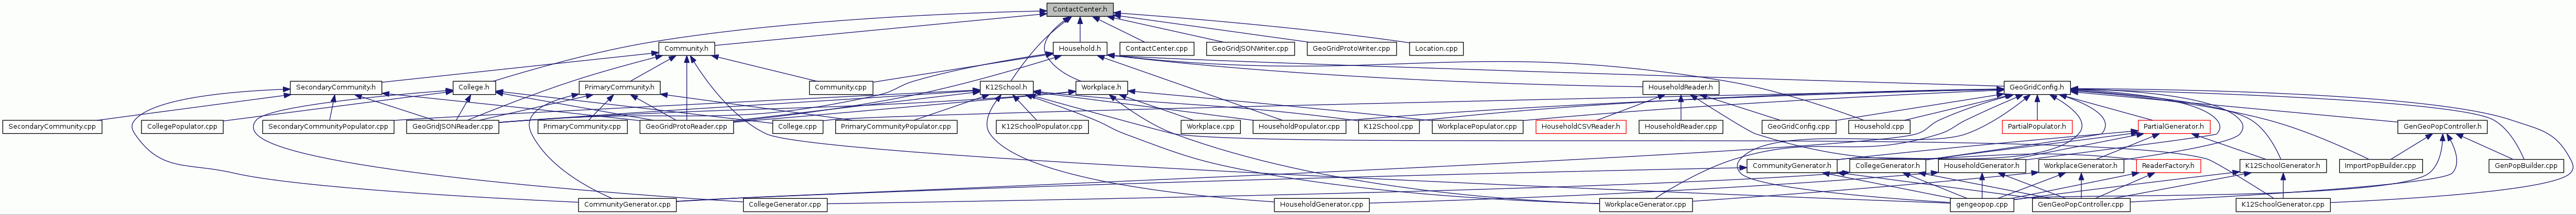 ContactCenter.h
Community.h
Household.h
ContactCenter.cpp
GeoGridJSONWriter.cpp
GeoGridProtoWriter.cpp
Location.cpp
SecondaryCommunity.h
College.h
PrimaryCommunity.h
Community.cpp
K12School.h
Workplace.h
HouseholdReader.h
GeoGridConfig.h
SecondaryCommunity.cpp
CollegePopulator.cpp
SecondaryCommunityPopulator.cpp
GeoGridJSONReader.cpp
PrimaryCommunity.cpp
GeoGridProtoReader.cpp
College.cpp
PrimaryCommunityPopulator.cpp
K12SchoolPopulator.cpp
Workplace.cpp
HouseholdPopulator.cpp
K12School.cpp
WorkplacePopulator.cpp
HouseholdCSVReader.h
HouseholdReader.cpp
GeoGridConfig.cpp
Household.cpp
PartialPopulator.h
PartialGenerator.h
GenGeoPopController.h
CommunityGenerator.h
CollegeGenerator.h
HouseholdGenerator.h
WorkplaceGenerator.h
ReaderFactory.h
K12SchoolGenerator.h
ImportPopBuilder.cpp
GenPopBuilder.cpp
CommunityGenerator.cpp
CollegeGenerator.cpp
HouseholdGenerator.cpp
WorkplaceGenerator.cpp
gengeopop.cpp
GenGeoPopController.cpp
K12SchoolGenerator.cpp